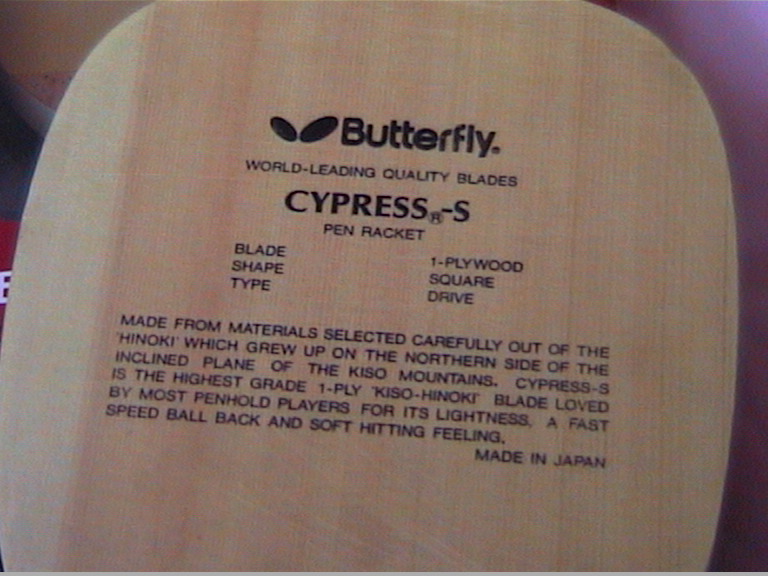 Butterfly.
WORLD-LEADING QUALITY BLADES
CYPRESS®-S
PEN RACKET
BLADE 1-PLYWOOD
SHAPE SQUARE
TYPE DRIVE
MADE FROM MATERIALS SELECTED CAREFULLY OUT OF THE
'HINOKI' WHICH GREW UP ON THE NORTHERN SIDE OF THE
INCLINED PLANE OF THE KISO MOUNTAINS. CYPRESS-S
IS THE HIGHEST GRADE 1-PLY 'KISO-HINOKI' BLADE LOVED
BY MOST PENHOLD PLAYERS FOR ITS LIGHTNESS, A FAST
SPEED BALL BACK AND SOFT HITTING FEELING.
MADE IN JAPAN